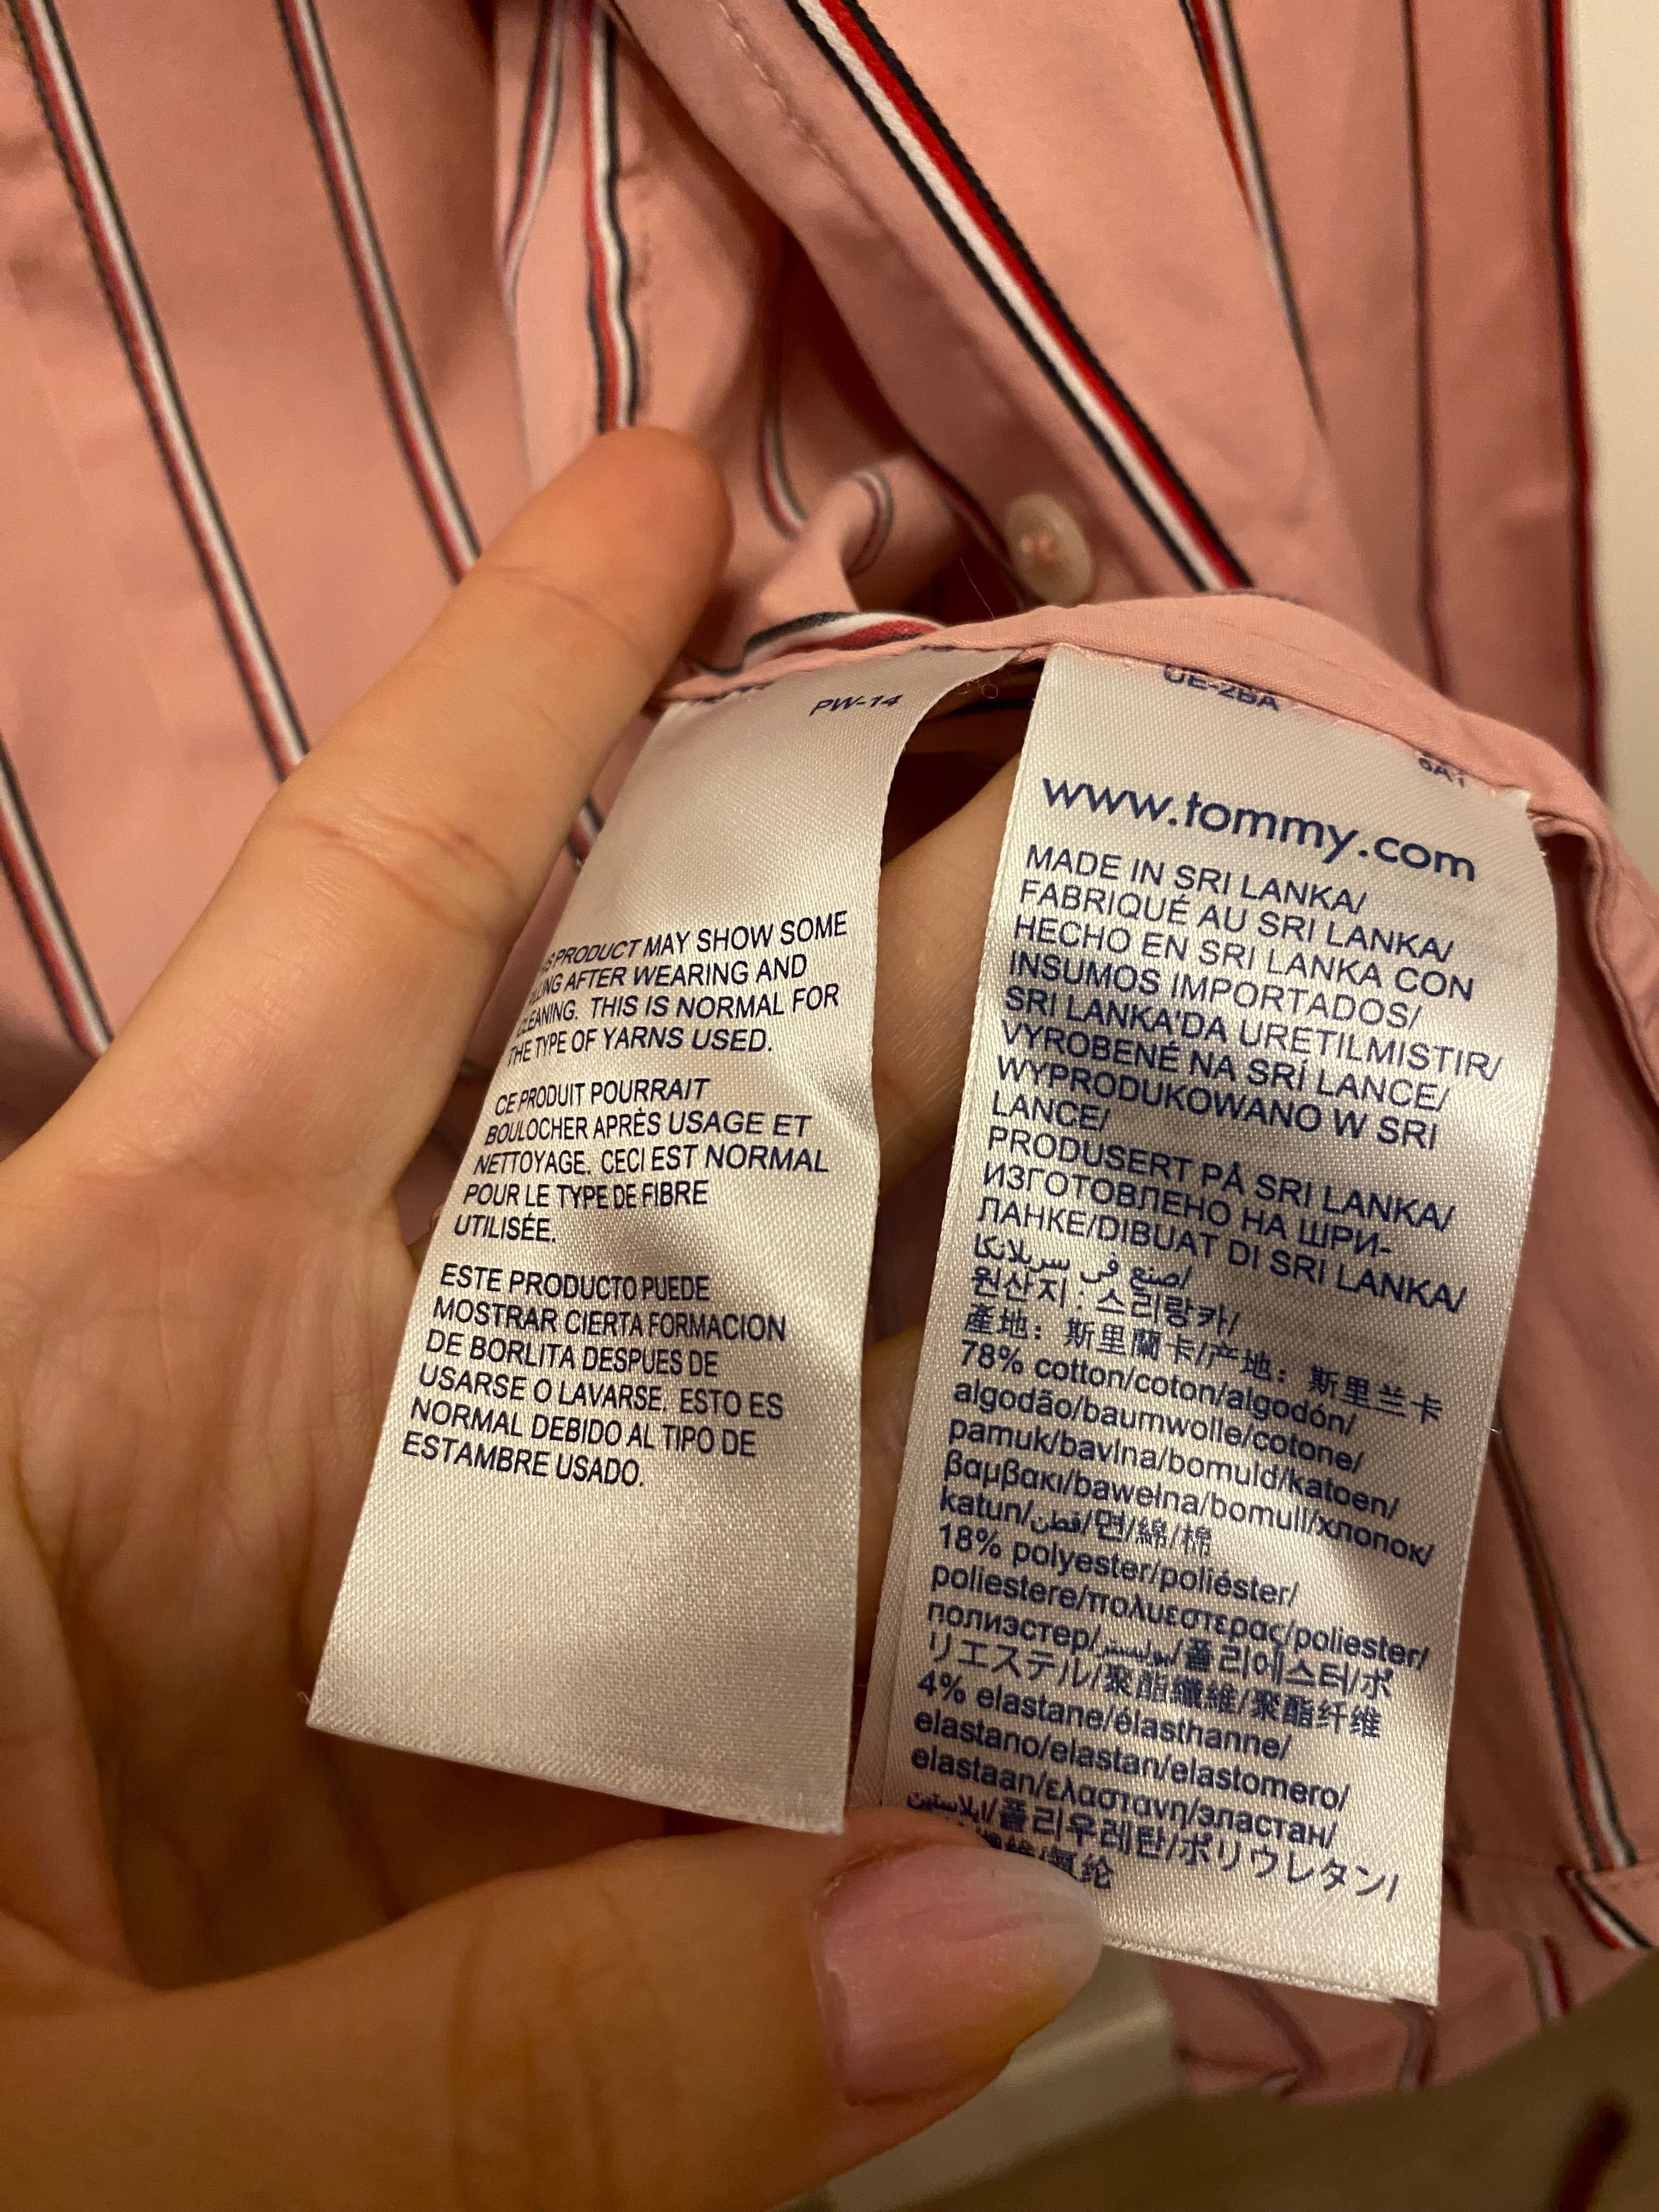 PW-14
PRODUCT MAY SHOW SOME
AFTER WEARING AND
CLEANING. THIS IS NORMAL FOR
THE TYPE OF YARNS USED.
CE PRODUIT POURRAIT
BOULOCHER APRÈS USAGE ET
NETTOYAGE. CECI EST NORMAL
POUR LE TYPE DE FIBRE
UTILISÉE.
ESTE PRODUCTO PUEDE
MOSTRAR CIERTA FORMACION
DE BORLITA DESPUES DE
USARSE O LAVARSE. ESTO ES
NORMAL DEBIDO AL TIPO DE
ESTAMBRE USADO.
UE-2BA
www.tommy.com
MADE IN SRI LANKA/
FABRIQUÉ AU SRI LANKA/
HECHO EN SRI LANKA CON
INSUMOS IMPORTADOS/
SRI LANKA'DA URETILMISTIR/
VYROBENÉ NA SRÍ LANCE/
WYPRODUKOWANO W SRI
LANCE/
PRODUSERT PÅ SRI LANKA/
ИЗГОТОВЛЕНО НА ШРИ-
ЛАНКЕ/DIBUAT DI SRI LANKA/
صنع في سريلانكا/
원산지 : 스리랑카/
產地：斯里蘭卡/产地：斯里兰卡
78% cotton/coton/algodón/
algodão/baumwolle/cotone/
pamuk/bavlna/bomuld/katoen/
βαμβακι/bawełna/bomull/хлопок/
katun/قطن/면/綿/棉
18% polyester/poliéster/
poliestere/πολυεστερας/poliester/
полиэстер/بوليستر/폴리에스터/ポ
リエステル/聚酯纖維/聚酯纤维
4% elastane/élasthanne/
elastano/elastan/elastomero/
elastaan/ελαστανη/эластан/
ايلاستين/폴리우레탄/ポリウレタン/
氨纶